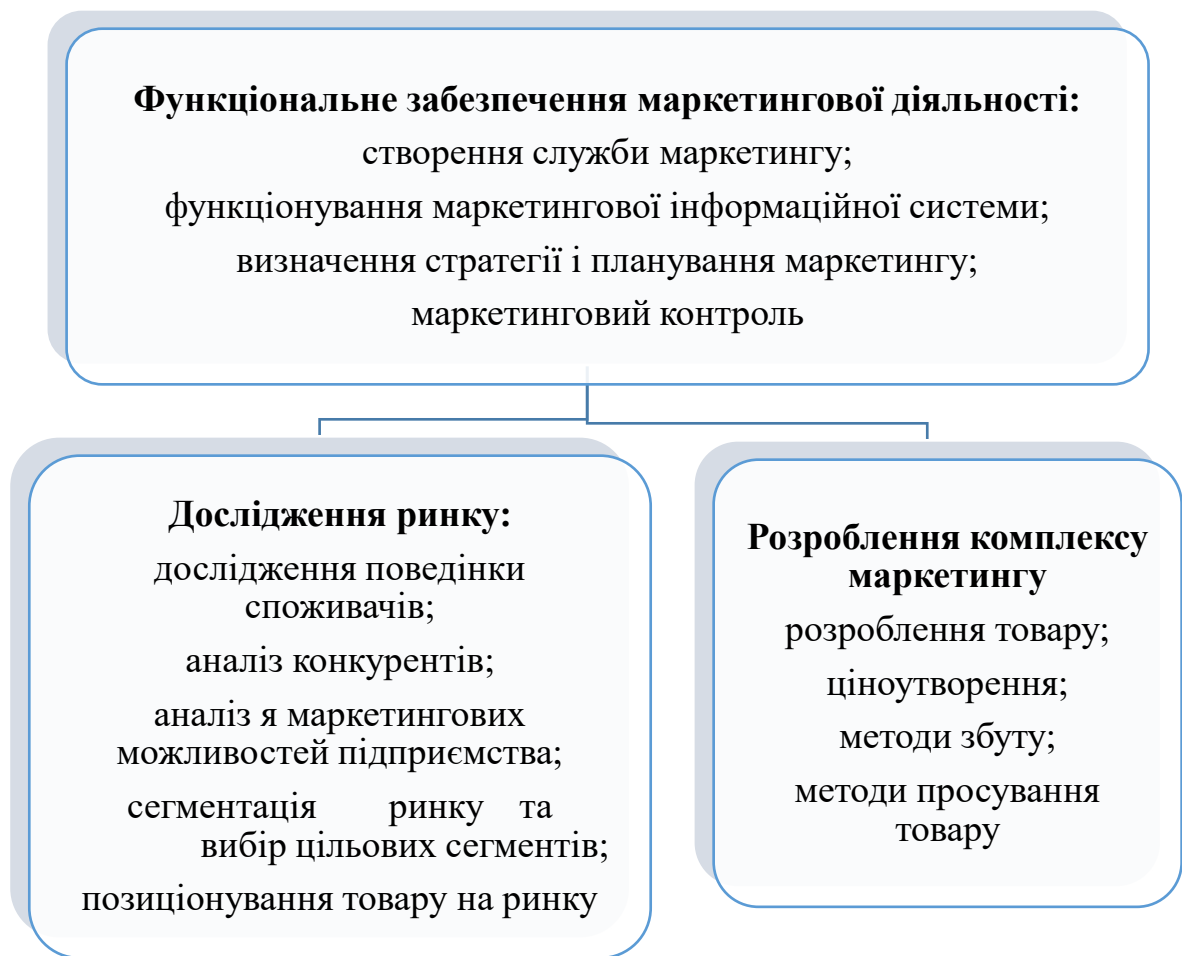 Функціональне забезпечення маркетингової діяльності:
створення служби маркетингу;
функціонування маркетингової інформаційної системи;
визначення стратегії і планування маркетингу;
маркетинговий контроль
Дослідження ринку:
дослідження поведінки
споживачів;
аналіз конкурентів;
аналіз я маркетингових
можливостей підприємства;
сегментація ринку та
вибір цільових сегментів;
позиціонування товару на ринку
Розроблення комплексу
маркетингу
розроблення товару;
ціноутворення;
методи збуту;
методи просування
товару